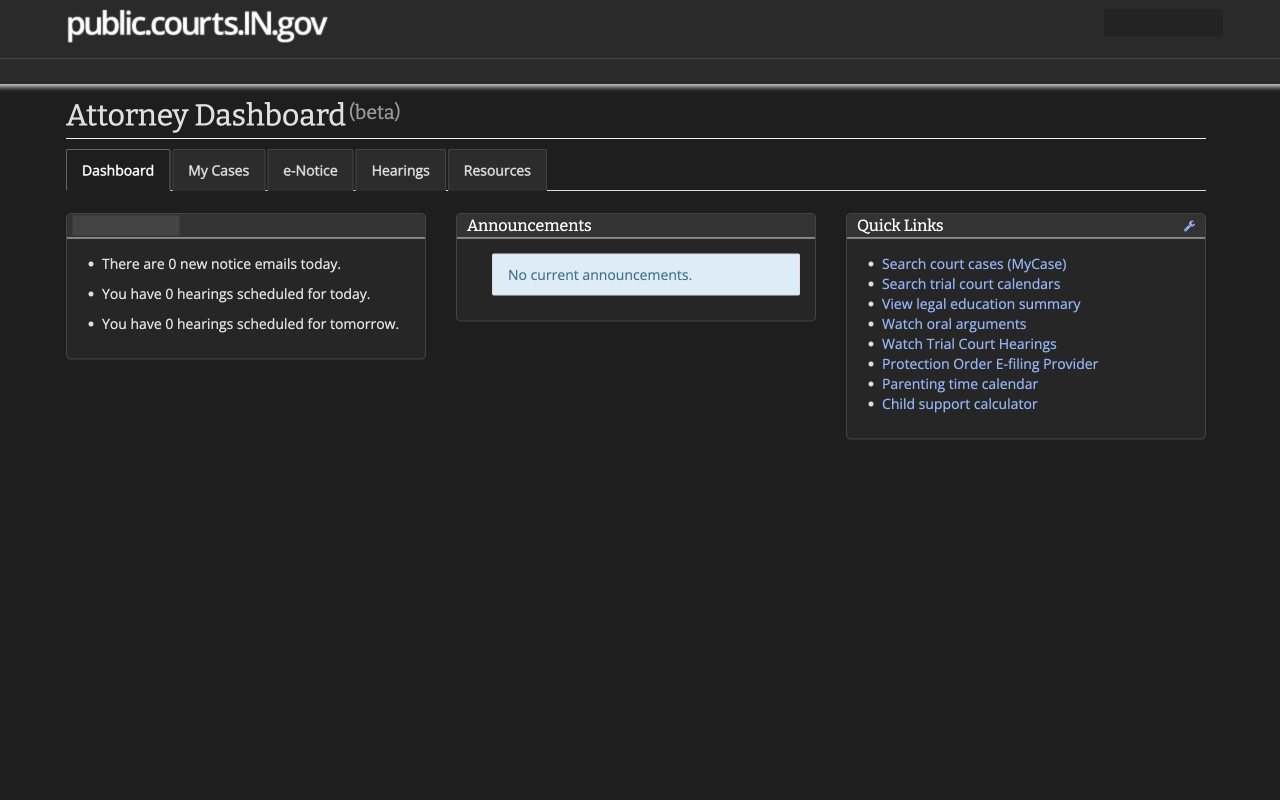 public.courts.IN.gov
Attorney Dashboard (beta)
Dashboard
My Cases
e-Notice
Hearings
Resources
There are 0 new notice emails today.
You have 0 hearings scheduled for today.
You have 0 hearings scheduled for tomorrow.
Announcements
No current announcements.
Quick Links
Search court cases (MyCase)
Search trial court calendars
View legal education summary
Watch oral arguments
Watch Trial Court Hearings
Protection Order E-filing Provider
Parenting time calendar
Child support calculator